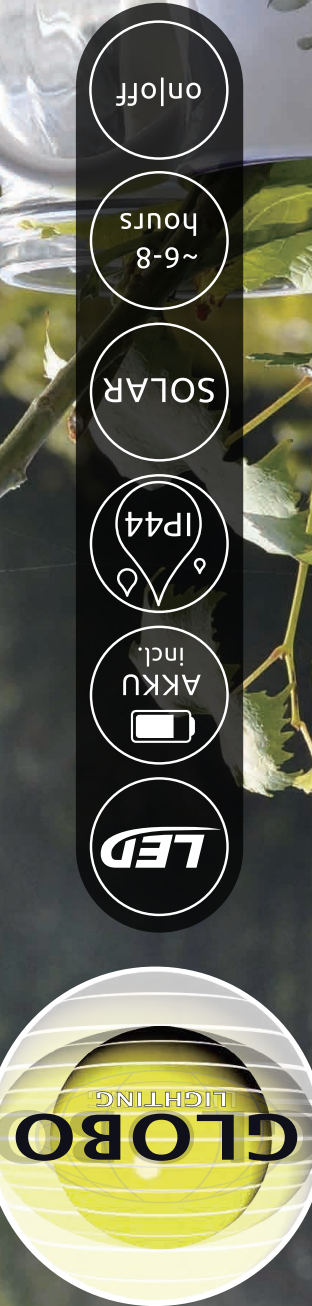 GLOBO
LIGHTING
LED
AKKU
incl.
IP44
SOLAR
~6-8
hours
on|off